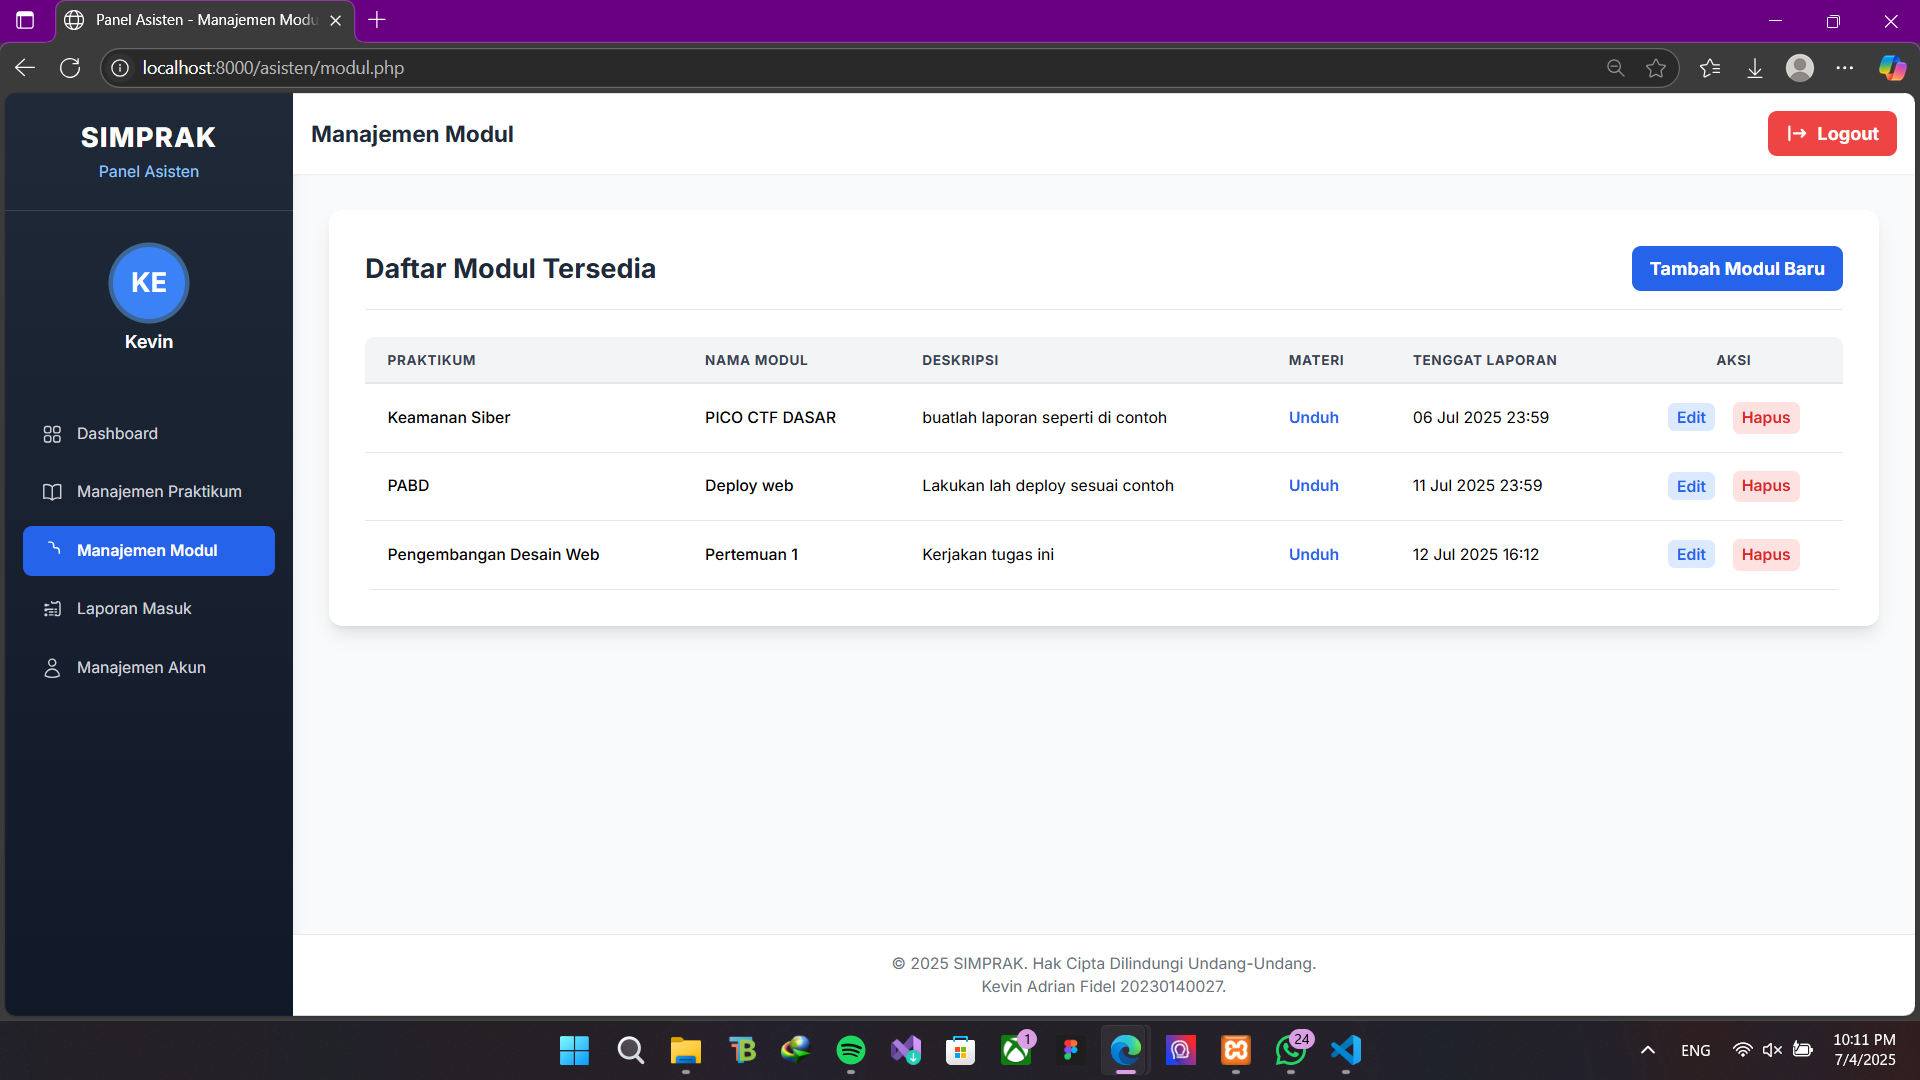 Panel Asisten - Manajemen Modu
localhost:8000/asisten/modul.php
SIMPRAK
Panel Asisten
KE
Kevin
Dashboard
Manajemen Praktikum
Manajemen Modul
Laporan Masuk
Manajemen Akun
Manajemen Modul
Logout
Daftar Modul Tersedia
Tambah Modul Baru
PRAKTIKUM NAMA MODUL DESKRIPSI MATERI TENGGAT LAPORAN AKSI
Keamanan Siber PICO CTF DASAR buatlah laporan seperti di contoh Unduh 06 Jul 2025 23:59 Edit Hapus
PABD Deploy web Lakukan lah deploy sesuai contoh Unduh 11 Jul 2025 23:59 Edit Hapus
Pengembangan Desain Web Pertemuan 1 Kerjakan tugas ini Unduh 12 Jul 2025 16:12 Edit Hapus
© 2025 SIMPRAK. Hak Cipta Dilindungi Undang-Undang.
Kevin Adrian Fidel 20230140027.
TB
1
24
ENG
10:11 PM
7/4/2025